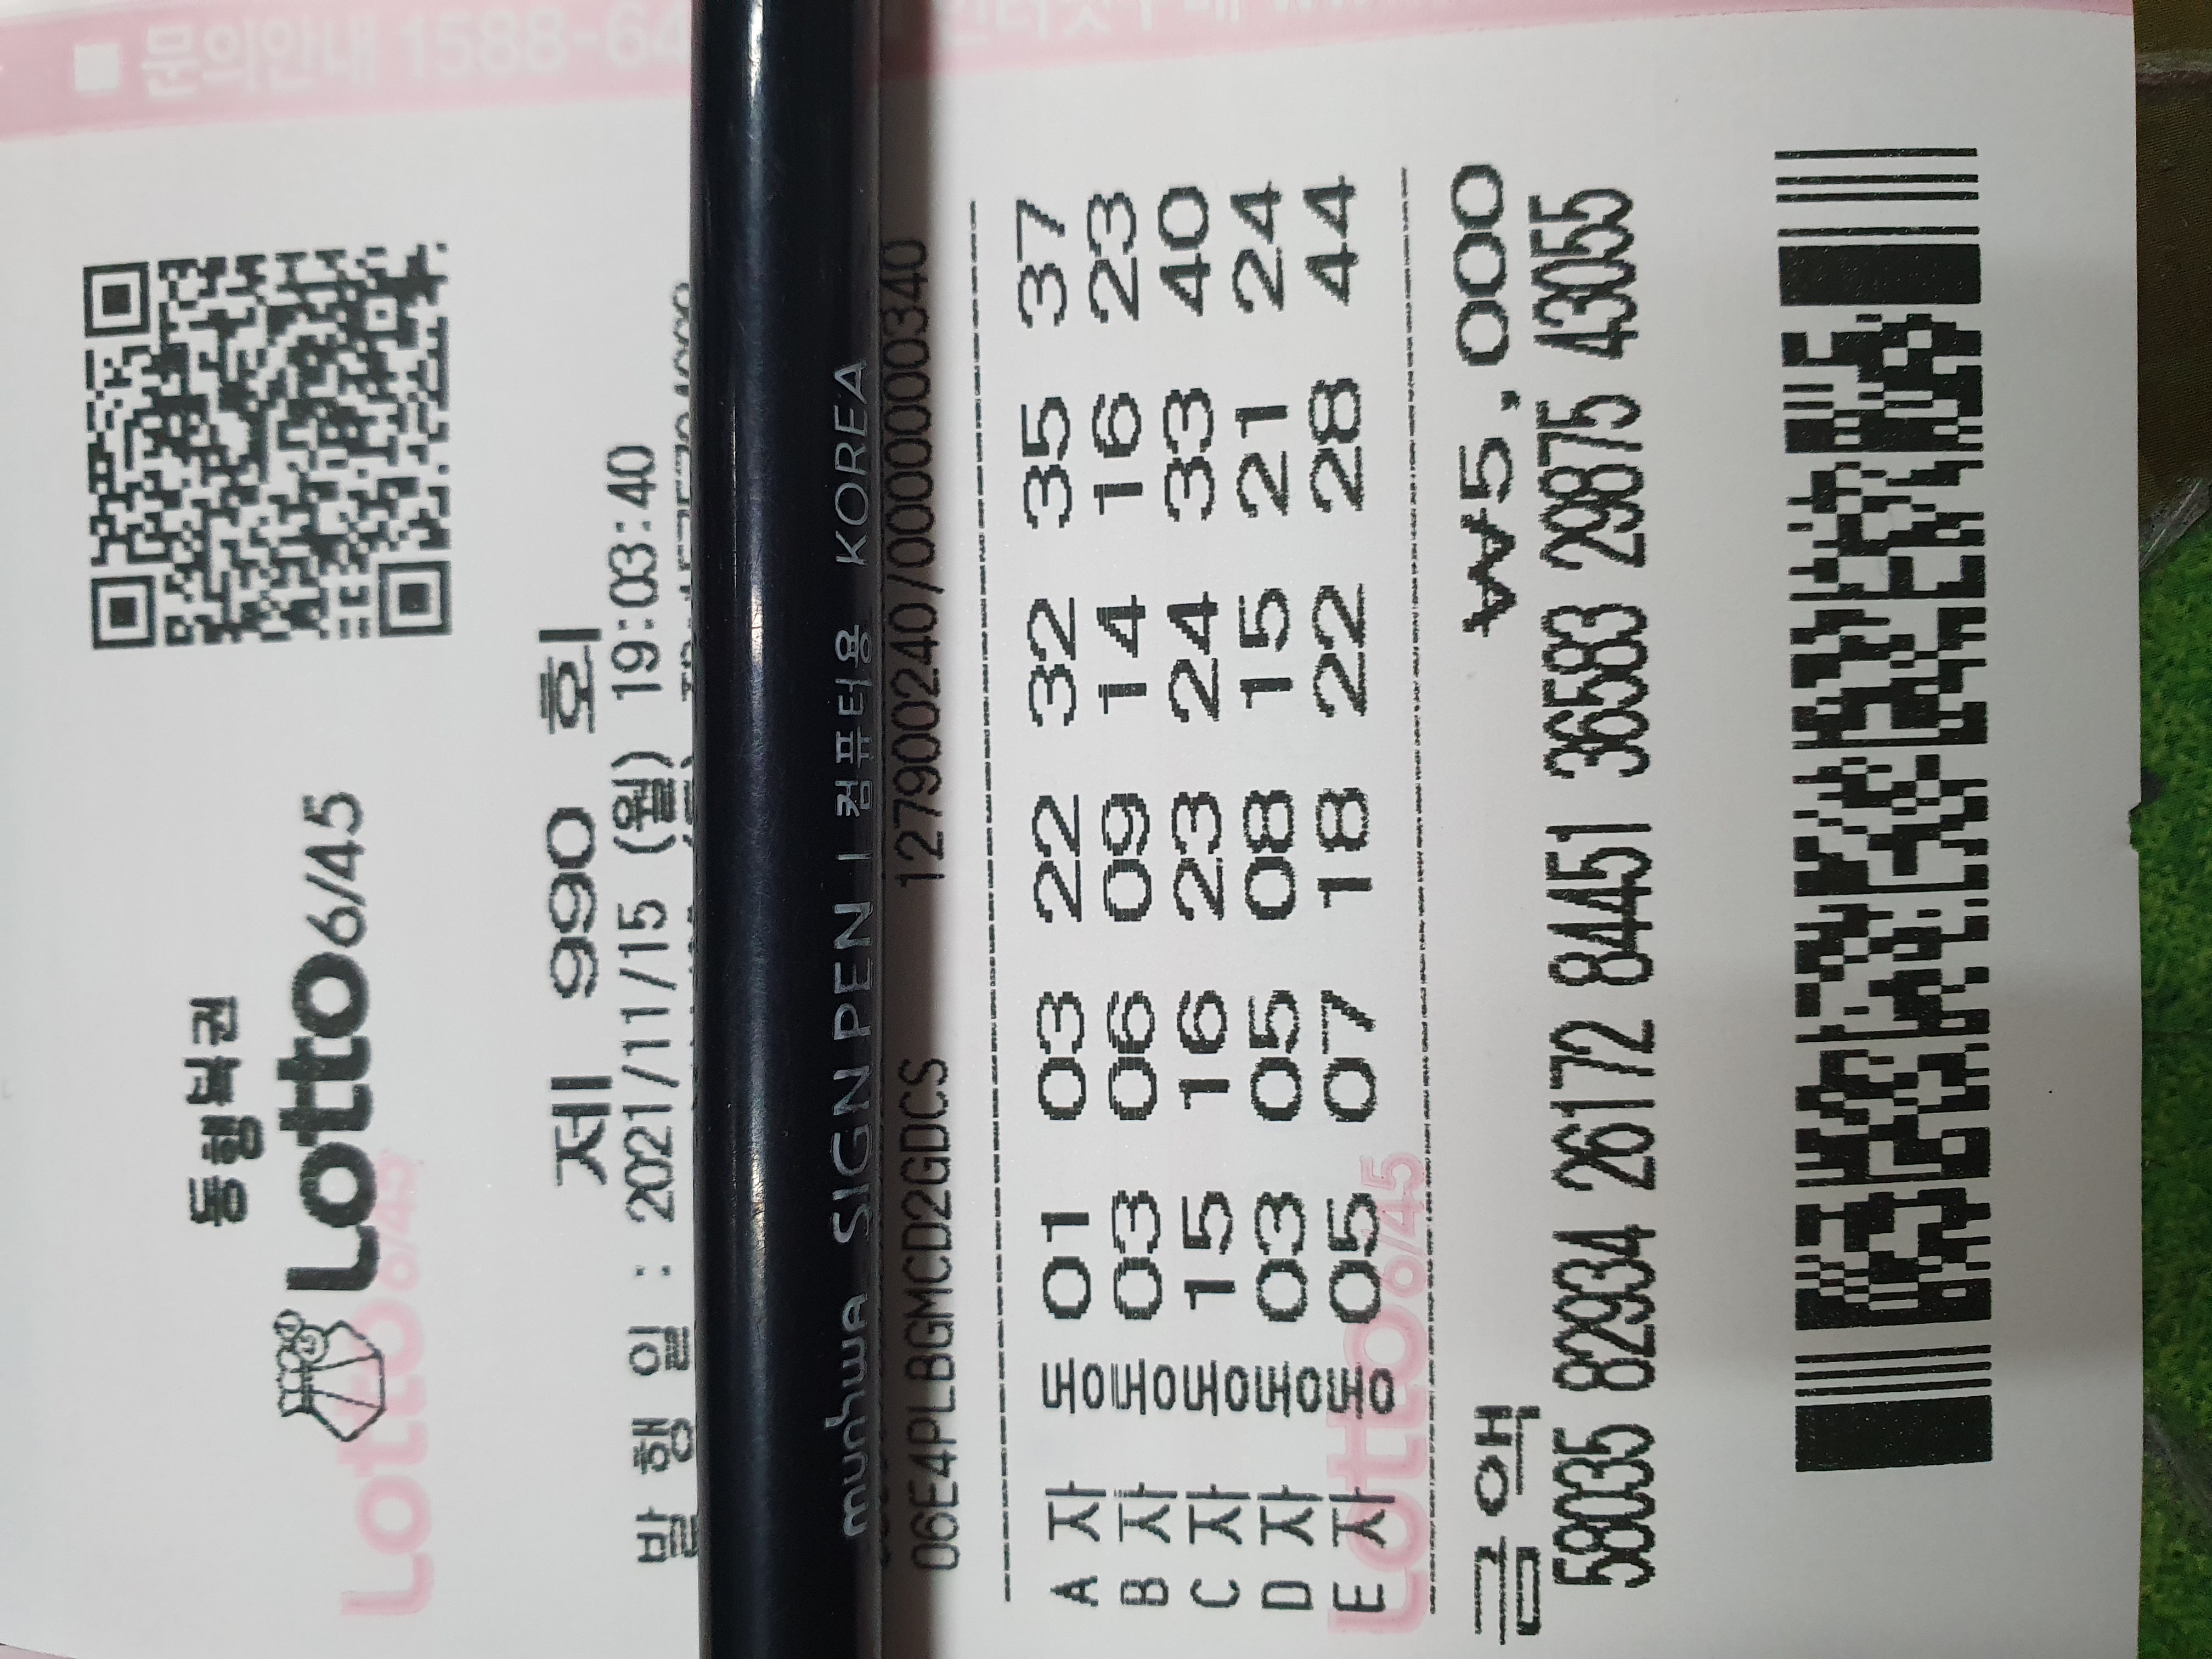 ■ 문의안내 1588-64
동행복권
Lotto6/45
Lotto6/45
제 990 회
발 행 일 : 2021/11/15 (월) 19:03:40
munhwa SIGN PEN | 컴퓨터용 KOREA
06E4PLBGMCD2GDCS 127900240/0000000340
A 자동 01 03 22 32 35 37
B 자동 03 06 09 14 16 23
C 자동 15 16 23 24 33 40
D 자동 03 05 08 15 21 24
E 자동 05 07 18 22 28 44
Lotto6/45
금 액 ₩5,000
58035 82934 26172 84451 36583 29875 43055